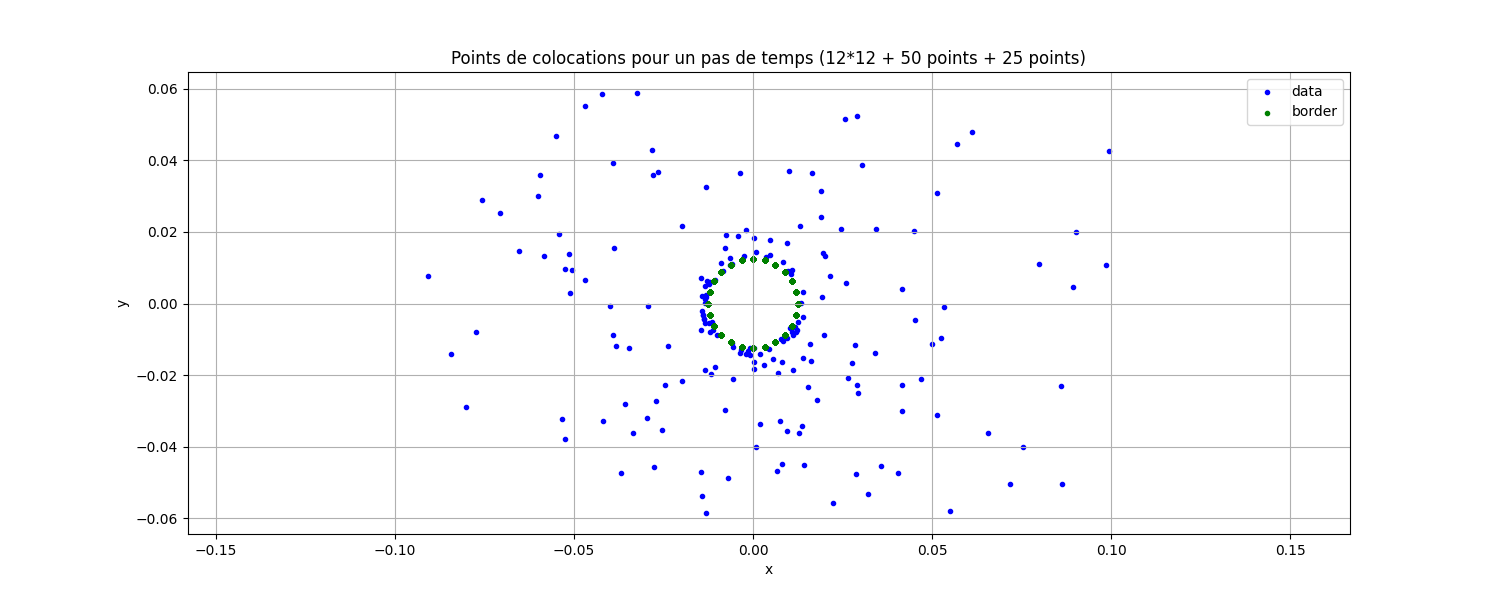 Points de colocations pour un pas de temps (12*12 + 50 points + 25 points)
data
border
0.06
0.04
0.02
0.00
−0.02
−0.04
−0.06
y
−0.15 −0.10 −0.05 0.00 0.05 0.10 0.15
x